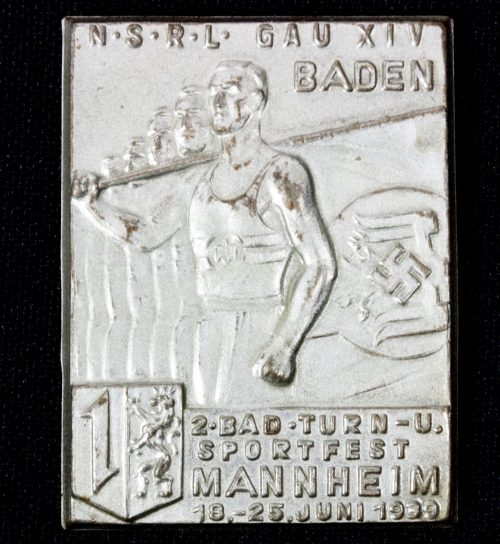 N·S·R·L· GAU XIV
BADEN
2·BAD·TURN-U.
SPORTFEST
MANNHEIM
18.-25.JUNI 1939